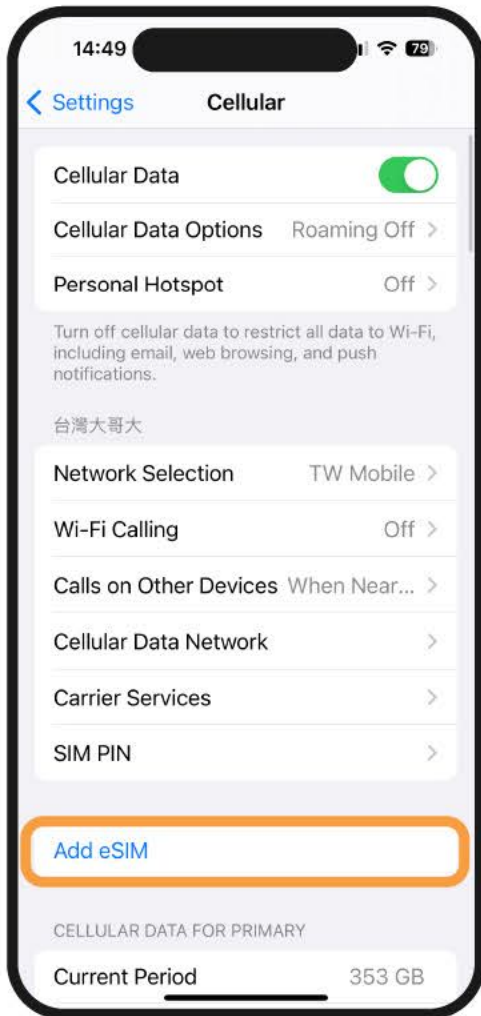 14:49
79
Settings
Cellular
Cellular Data
Cellular Data Options Roaming Off
Personal Hotspot Off
Turn off cellular data to restrict all data to Wi-Fi,
including email, web browsing, and push
notifications.
台灣大哥大
Network Selection TW Mobile
Wi-Fi Calling Off
Calls on Other Devices When Near...
Cellular Data Network
Carrier Services
SIM PIN
Add eSIM
CELLULAR DATA FOR PRIMARY
Current Period 353 GB